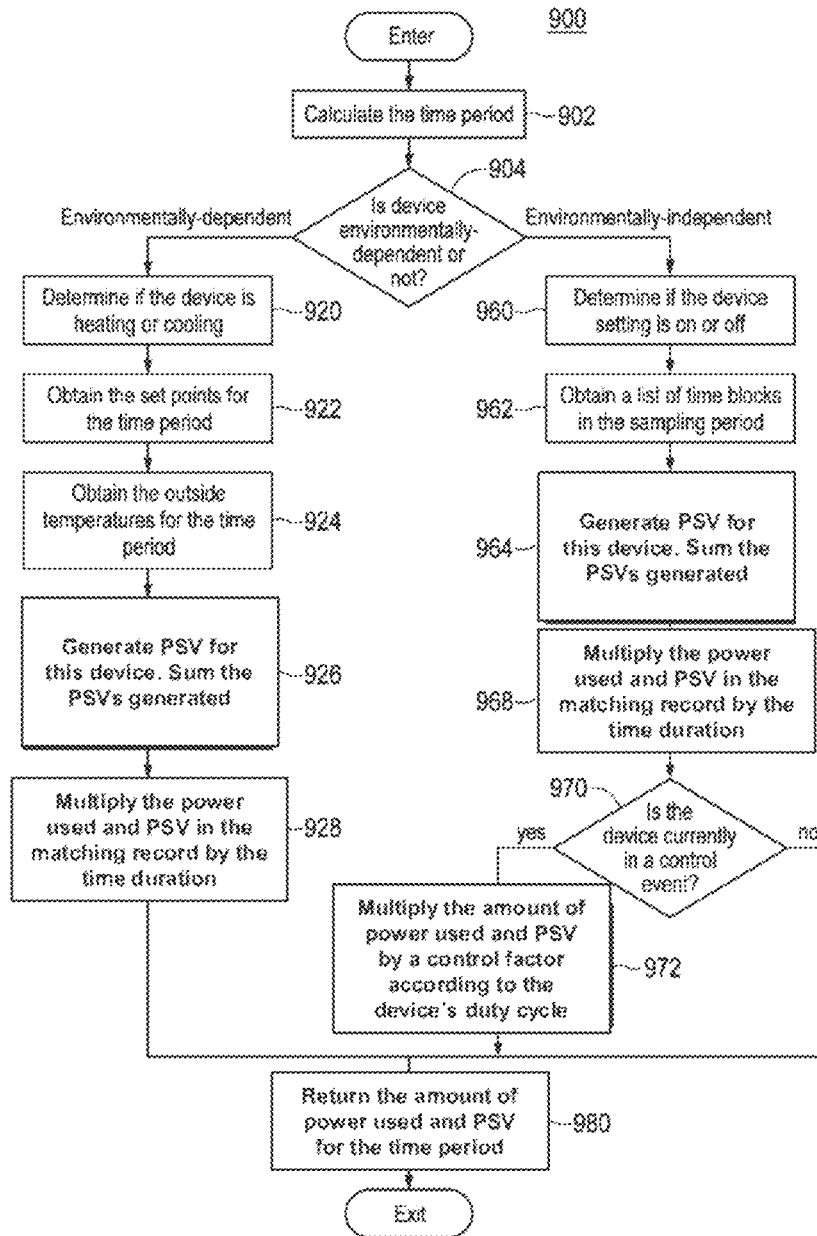 900
Enter
Calculate the time period
902
904
Is device
environmentally-
dependent or
not?
Environmentally-dependent
Environmentally-independent
Determine if the device is
heating or cooling
920
Obtain the set points for
the time period
922
Obtain the outside
temperatures for the time
period
924
Generate PSV for
this device. Sum the
PSVs generated
926
Multiply the power
used and PSV in the
matching record by the
time duration
928
960
Determine if the device
setting is on or off
962
Obtain a list of time blocks
in the sampling period
964
Generate PSV for
this device. Sum the
PSVs generated
968
Multiply the power
used and PSV in the
matching record by the
time duration
970
Is the
device currently
in a control
event?
yes
no
Multiply the amount of
power used and PSV
by a control factor
according to the
device's duty cycle
972
Return the amount of
power used and PSV
for the time period
980
Exit